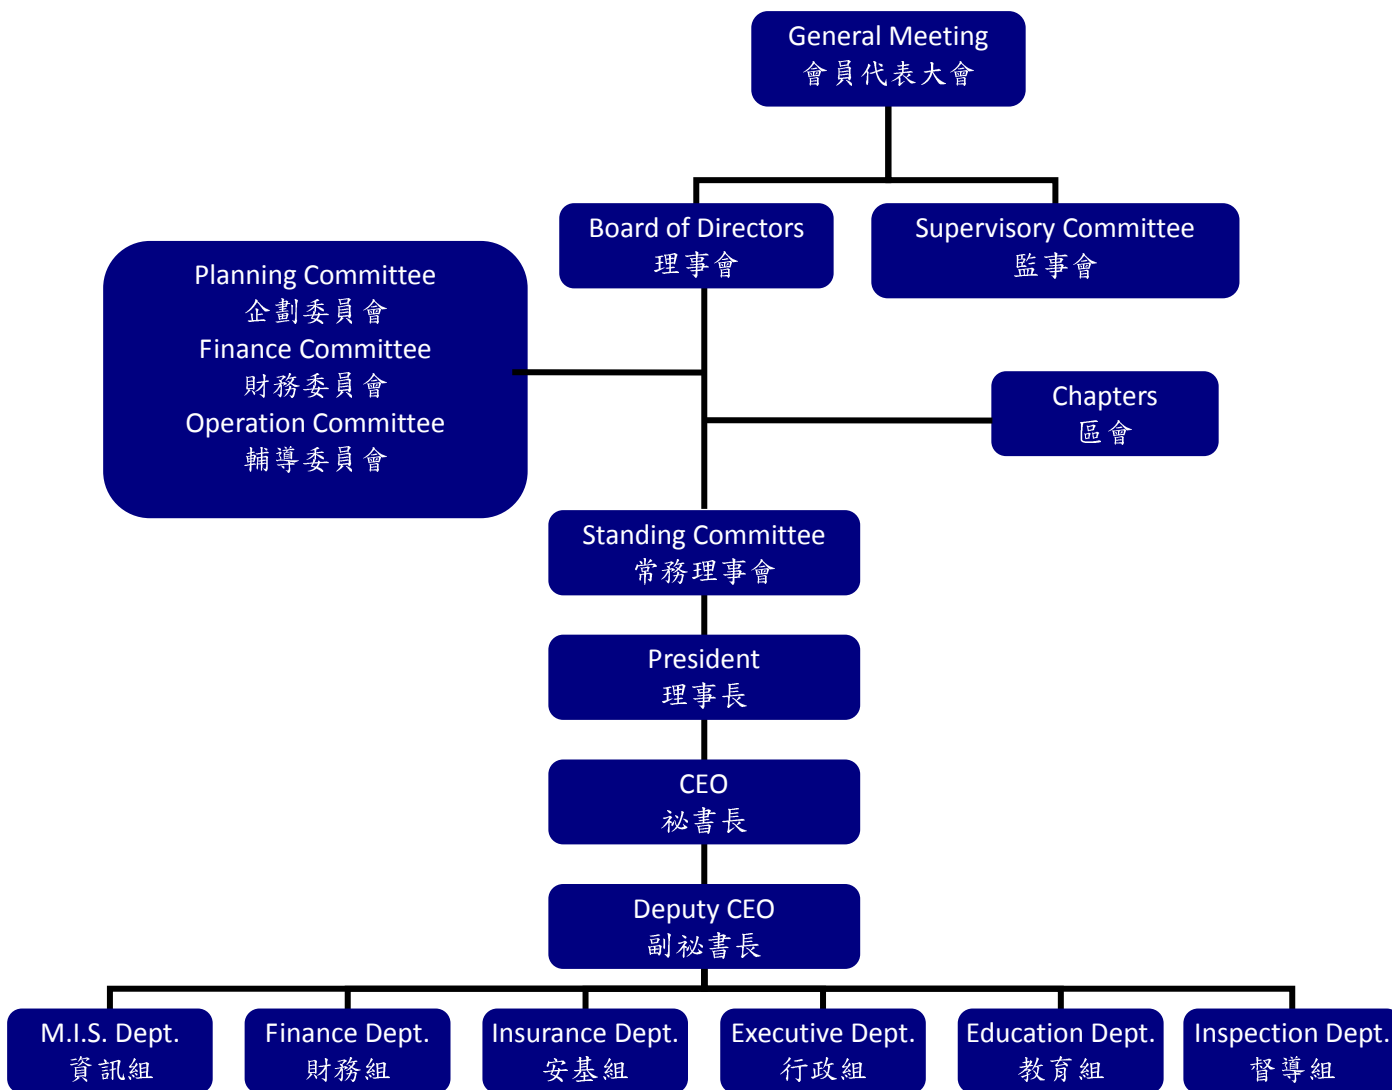 General Meeting
會員代表大會
Board of Directors
理事會
Supervisory Committee
監事會
Planning Committee
企劃委員會
Finance Committee
財務委員會
Operation Committee
輔導委員會
Chapters
區會
Standing Committee
常務理事會
President
理事長
CEO
祕書長
Deputy CEO
副祕書長
M.I.S. Dept.
資訊組
Finance Dept.
財務組
Insurance Dept.
安基組
Executive Dept.
行政組
Education Dept.
教育組
Inspection Dept.
督導組